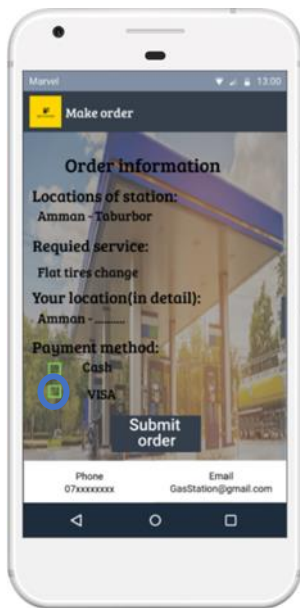 Marvel 13:00
Make order
Order information
Locations of station:
Amman - Taburbor
Requied service:
Flat tires change
Your location(in detail):
Amman - ..........
Payment method:
Cash
VISA
Submit
order
Phone Email
07xxxxxxxx GasStation@gmail.com